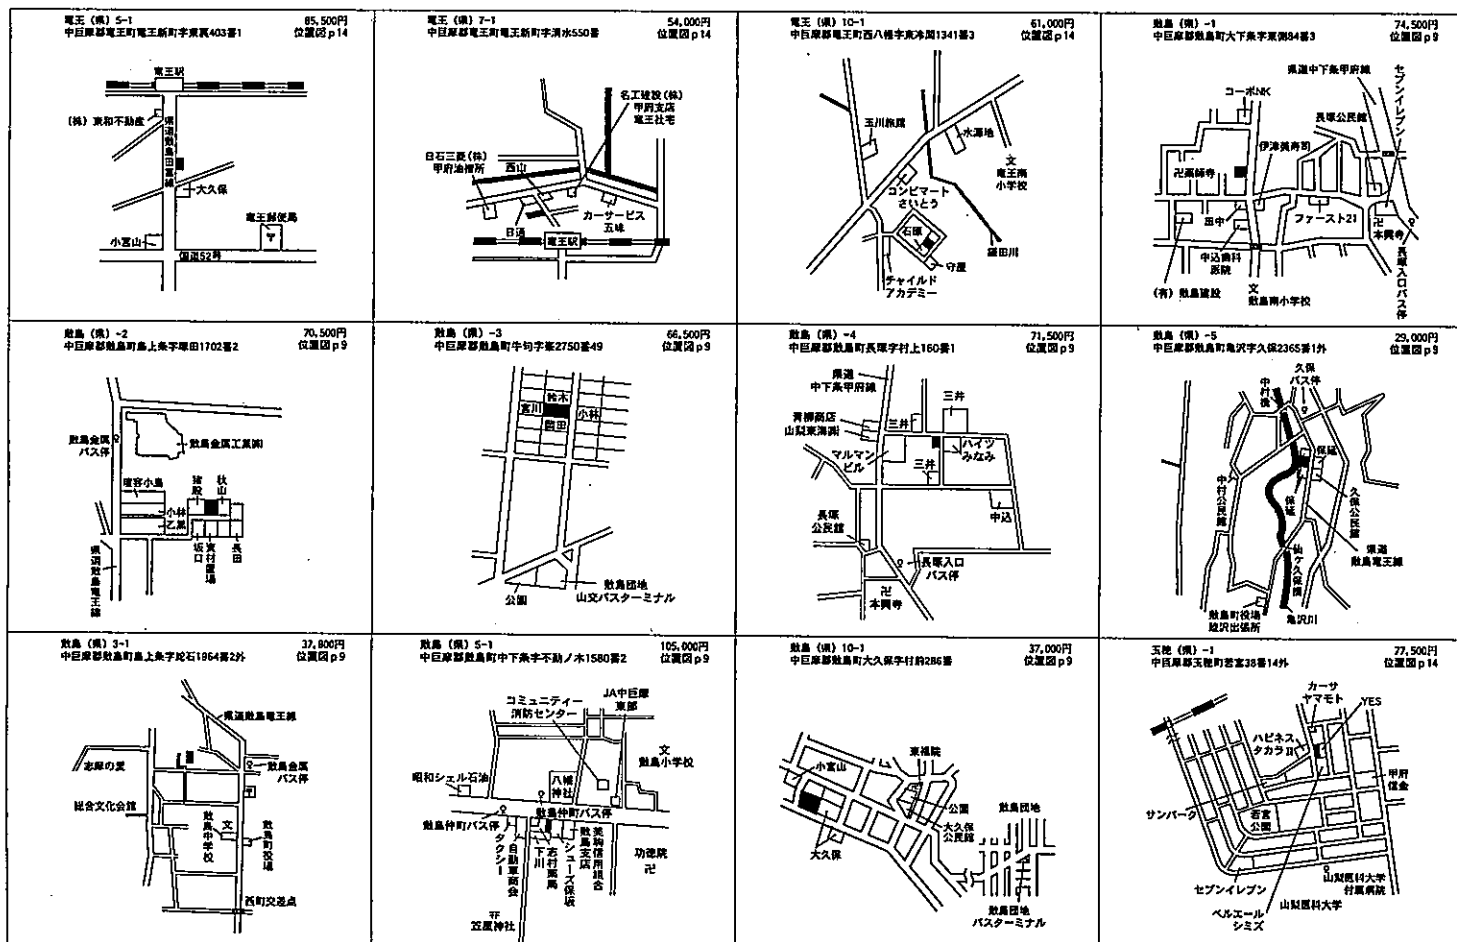 竜王（県）5-1
85,500円
中巨摩郡竜王町竜王新町字東裏403番1
位置図p14
竜王駅
（株）東和不動産
県道敷島田富線
大久保
竜王郵便局
小宮山
国道52号
竜王（県）7-1
54,000円
中巨摩郡竜王町竜王新町字清水550番
位置図p14
名工建設（株）
甲府支店
竜王社宅
日石三菱（株）
甲府油槽所
西山
カーサービス
五味
日通
竜王駅
竜王（県）10-1
61,000円
中巨摩郡竜王町西八幡字東冷間1341番3
位置図p14
玉川旅館
水源地
文
竜王南
小学校
コンビマート
さいとう
石原
鎌田川
守屋
チャイルド
アカデミー
敷島（県）-1
74,500円
中巨摩郡敷島町大下条字東側84番3
位置図p9
県道中下条甲府線
セブンイレブン
コーポNK
長塚公民館
伊津美寿司
卍薬師寺
田中
ファースト21
卍
本興寺
中込歯科
医院
長塚入口バス停
（有）敷島建設
文
敷島南小学校
敷島（県）-2
70,500円
中巨摩郡敷島町島上条字塚田1702番2
位置図p9
敷島金属
バス停
敷島金属工業㈱
理容小鳥
猪股
秋山
小林
乙黒
坂口
資材置場
長田
県道敷島竜王線
敷島（県）-3
66,500円
中巨摩郡敷島町牛句字峯2750番49
位置図p9
鈴木
宮川
小林
岡田
公園
敷島団地
山交バスターミナル
敷島（県）-4
71,500円
中巨摩郡敷島町長塚字村上160番1
位置図p9
県道
中下条甲府線
三井
青柳商店
三井
山梨東海㈱
マルマン
ビル
ハイツ
みなみ
三井
中込
長塚
公民館
長塚入口
バス停
卍
本興寺
敷島（県）-5
29,000円
中巨摩郡敷島町亀沢字久保2365番1外
位置図p9
中村橋
久保
バス停
保延
中村公民館
保延
久保公民館
県道
敷島竜王線
仙ケ久保橋
敷島町役場
睦沢出張所
亀沢川
敷島（県）3-1
37,800円
中巨摩郡敷島町島上条字蛇石1964番2外
位置図p9
県道敷島竜王線
志摩の里
敷島金属
バス停
総合文化会館
文
敷島中学校
敷島町役場
西町交差点
敷島（県）5-1
105,000円
中巨摩郡敷島町中下条字不動ノ木1580番2
位置図p9
コミュニティー
消防センター
JA中巨摩
東部
文
敷島小学校
昭和シェル石油
八幡
神社
敷島仲町バス停
敷島仲町バス停
タクシー
自動車商会
下川
志村薬局
シューズ保坂
敷島支店
美駒信用組合
功徳院
卍
笠屋神社
敷島（県）10-1
37,000円
中巨摩郡敷島町大久保字村前286番
位置図p9
東福院
小宮山
公園
大久保
公民館
敷島団地
大久保
敷島団地
バスターミナル
玉穂（県）-1
77,500円
中巨摩郡玉穂町若宮38番14外
位置図p14
カーサ
ヤマモト
YES
ハピネス
タカラⅡ
甲府
信金
サンパーク
若宮
公園
セブンイレブン
山梨医科大学
付属病院
山梨医科大学
ベルエール
シミズ